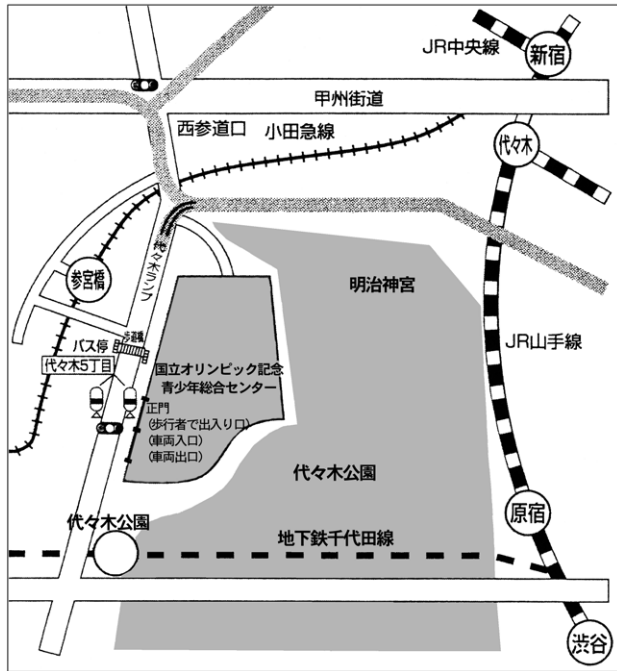 JR中央線
新宿
甲州街道
西参道口
小田急線
代々木
代々木ランプ
参宮橋
明治神宮
歩道橋
バス停
代々木5丁目
国立オリンピック記念
青少年総合センター
正門
(歩行者で出入り口)
(車両入口)
(車両出口)
JR山手線
代々木公園
原宿
代々木公園
地下鉄千代田線
渋谷